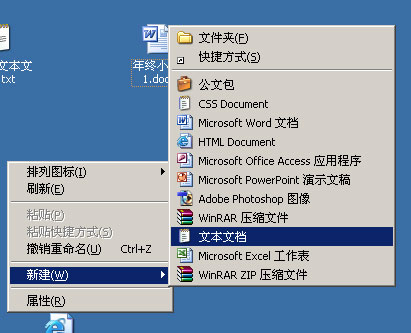 文本文
txt
年终小
1.doc
文件夹(F)
快捷方式(S)
公文包
CSS Document
Microsoft Word 文档
HTML Document
Microsoft Office Access 应用程序
Microsoft PowerPoint 演示文稿
Adobe Photoshop 图像
WinRAR 压缩文件
文本文档
Microsoft Excel 工作表
WinRAR ZIP 压缩文件
排列图标(I)
刷新(E)
粘贴(P)
粘贴快捷方式(S)
撤销重命名(U) Ctrl+Z
新建(W)
属性(R)